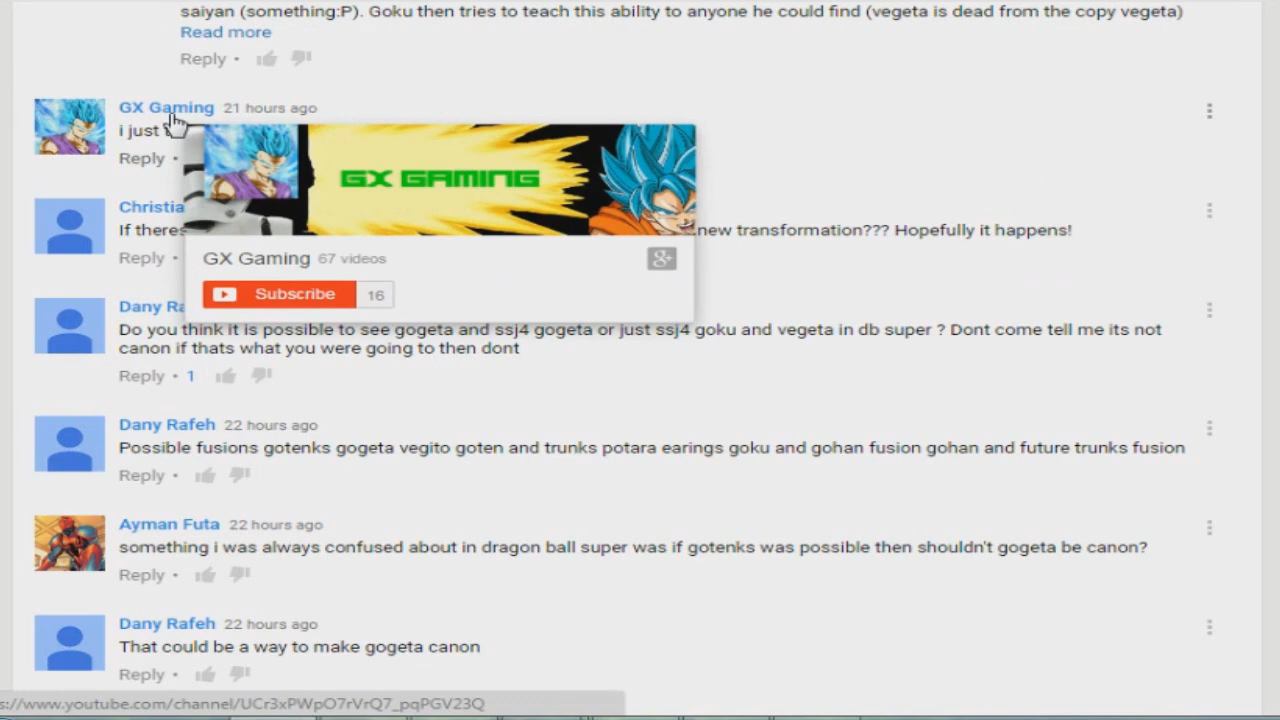 saiyan (something:P). Goku then tries to teach this ability to anyone he could find (vegeta is dead from the copy vegeta)
Read more
Reply •
GX Gaming 21 hours ago
i just
Reply •
GX GAMING
GX Gaming 67 videos
g+
Subscribe 16
Christia
If theres new transformation??? Hopefully it happens!
Reply •
Dany Ra
Do you think it is possible to see gogeta and ssj4 gogeta or just ssj4 goku and vegeta in db super ? Dont come tell me its not
canon if thats what you were going to then dont
Reply • 1
Dany Rafeh 22 hours ago
Possible fusions gotenks gogeta vegito goten and trunks potara earings goku and gohan fusion gohan and future trunks fusion
Reply •
Ayman Futa 22 hours ago
something i was always confused about in dragon ball super was if gotenks was possible then shouldn't gogeta be canon?
Reply •
Dany Rafeh 22 hours ago
That could be a way to make gogeta canon
Reply •
s://www.youtube.com/channel/UCr3xPWpO7rVrQ7_pqPGV23Q